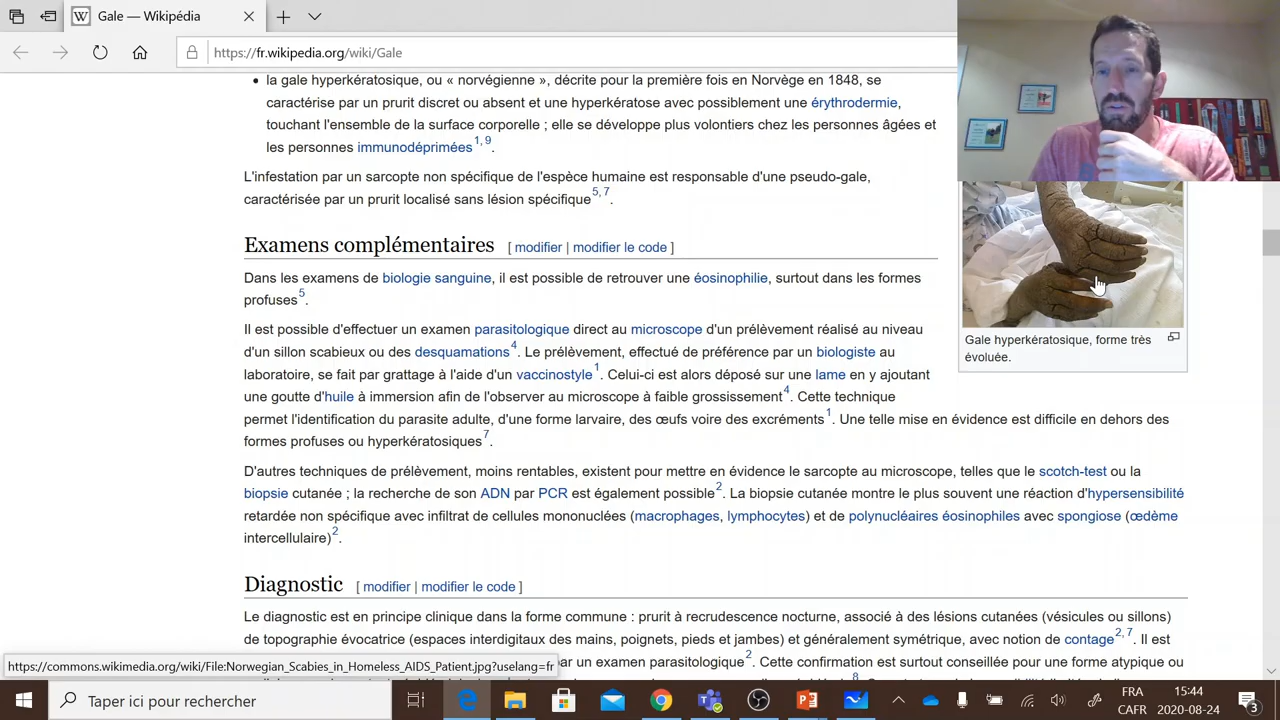 Gale — Wikipédia
https://fr.wikipedia.org/wiki/Gale
la gale hyperkératosique, ou « norvégienne », décrite pour la première fois en Norvège en 1848, se
caractérise par un prurit discret ou absent et une hyperkératose avec possiblement une érythrodermie,
touchant l'ensemble de la surface corporelle ; elle se développe plus volontiers chez les personnes âgées et
les personnes immunodéprimées1, 9.
L'infestation par un sarcopte non spécifique de l'espèce humaine est responsable d'une pseudo-gale,
caractérisée par un prurit localisé sans lésion spécifique5, 7.
Gale hyperkératosique, forme très
évoluée.
Examens complémentaires [ modifier | modifier le code ]
Dans les examens de biologie sanguine, il est possible de retrouver une éosinophilie, surtout dans les formes
profuses5.
Il est possible d'effectuer un examen parasitologique direct au microscope d'un prélèvement réalisé au niveau
d'un sillon scabieux ou des desquamations4. Le prélèvement, effectué de préférence par un biologiste au
laboratoire, se fait par grattage à l'aide d'un vaccinostyle1. Celui-ci est alors déposé sur une lame en y ajoutant
une goutte d'huile à immersion afin de l'observer au microscope à faible grossissement4. Cette technique
permet l'identification du parasite adulte, d'une forme larvaire, des œufs voire des excréments1. Une telle mise en évidence est difficile en dehors des
formes profuses ou hyperkératosiques7.
D'autres techniques de prélèvement, moins rentables, existent pour mettre en évidence le sarcopte au microscope, telles que le scotch-test ou la
biopsie cutanée ; la recherche de son ADN par PCR est également possible2. La biopsie cutanée montre le plus souvent une réaction d'hypersensibilité
retardée non spécifique avec infiltrat de cellules mononuclées (macrophages, lymphocytes) et de polynucléaires éosinophiles avec spongiose (œdème
intercellulaire)2.
Diagnostic [ modifier | modifier le code ]
Le diagnostic est en principe clinique dans la forme commune : prurit à recrudescence nocturne, associé à des lésions cutanées (vésicules ou sillons)
de topographie évocatrice (espaces interdigitaux des mains, poignets, pieds et jambes) et généralement symétrique, avec notion de contage2, 7. Il est
par un examen parasitologique2. Cette confirmation est surtout conseillée pour une forme atypique ou
https://commons.wikimedia.org/wiki/File:Norwegian_Scabies_in_Homeless_AIDS_Patient.jpg?uselang=fr
Taper ici pour rechercher
FRA
CAFR
15:44
2020-08-24
3